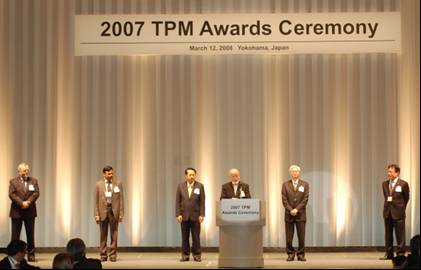 2007 TPM Awards Ceremony
March 12, 2008 Yokohama, Japan
2007 TPM
Awards Ceremony